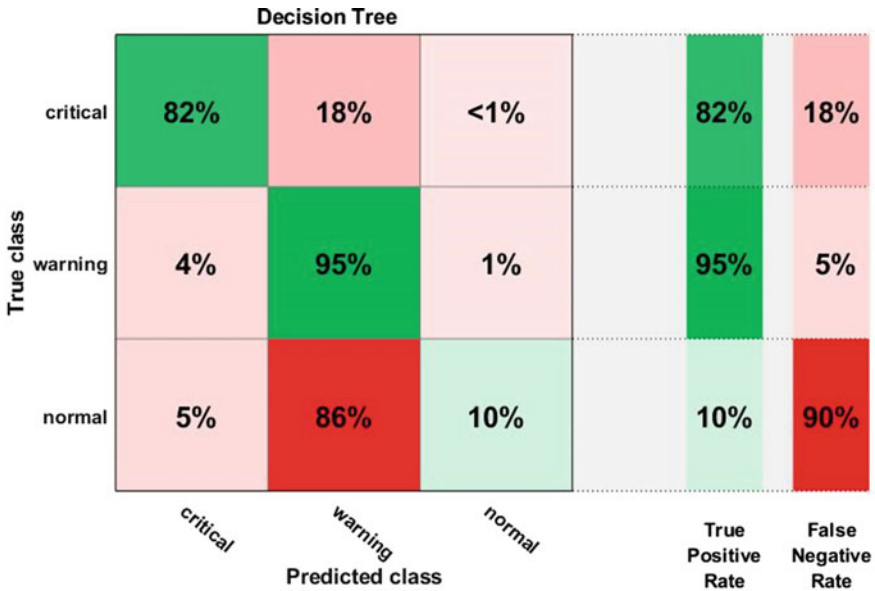 Decision Tree
critical 82% 18% <1% 82% 18%
warning 4% 95% 1% 95% 5%
normal 5% 86% 10% 10% 90%
True class
critical warning normal
Predicted class
True Positive Rate
False Negative Rate